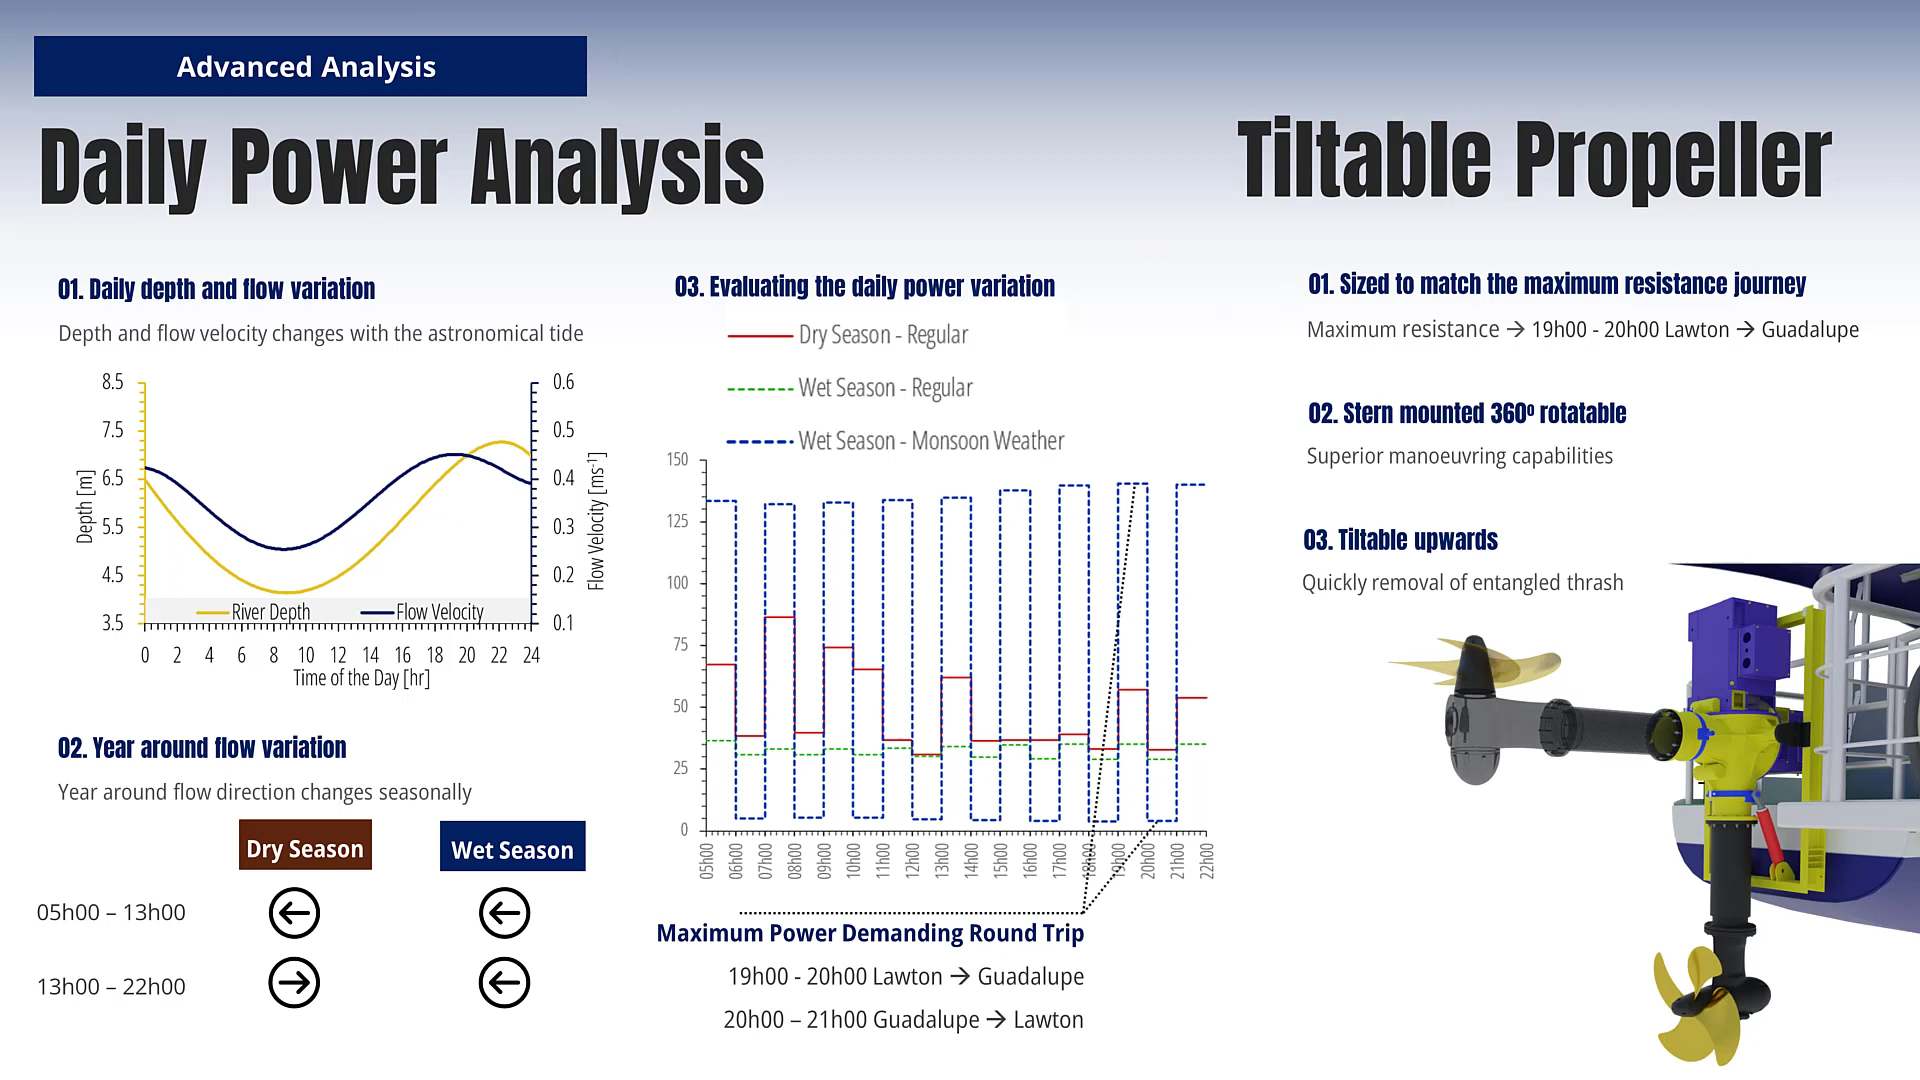 Advanced Analysis
Daily Power Analysis
01. Daily depth and flow variation
Depth and flow velocity changes with the astronomical tide
8.5
7.5
6.5
5.5
4.5
3.5
Depth [m]
0.6
0.5
0.4
0.3
0.2
0.1
Flow Velocity [ms-1]
River Depth Flow Velocity
0 2 4 6 8 10 12 14 16 18 20 22 24
Time of the Day [hr]
02. Year around flow variation
Year around flow direction changes seasonally
Dry Season Wet Season
05h00 – 13h00 ← ←
13h00 – 22h00 → ←
03. Evaluating the daily power variation
Dry Season - Regular
Wet Season - Regular
Wet Season - Monsoon Weather
150
125
100
75
50
25
0
05h00 06h00 07h00 08h00 09h00 10h00 11h00 12h00 13h00 14h00 15h00 16h00 17h00 18h00 19h00 20h00 21h00 22h00
Maximum Power Demanding Round Trip
19h00 - 20h00 Lawton → Guadalupe
20h00 – 21h00 Guadalupe → Lawton
Tiltable Propeller
01. Sized to match the maximum resistance journey
Maximum resistance → 19h00 - 20h00 Lawton → Guadalupe
02. Stern mounted 360º rotatable
Superior manoeuvring capabilities
03. Tiltable upwards
Quickly removal of entangled thrash